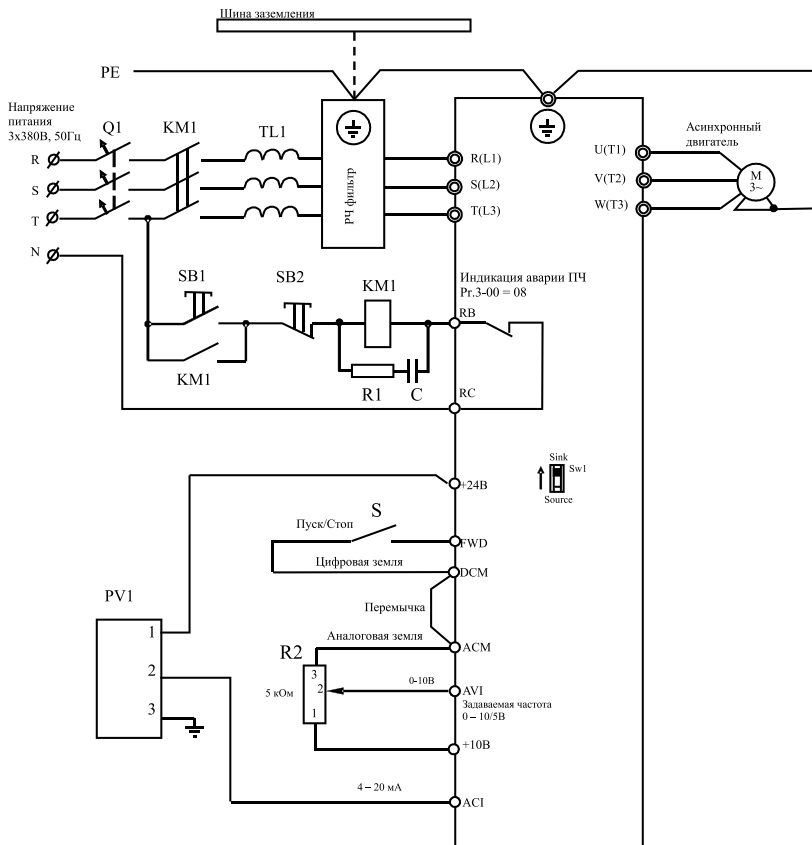 Шина заземления
PE
Напряжение
питания
3х380В, 50Гц
Q1
KM1
TL1
R
S
T
N
РЧ фильтр
R(L1)
S(L2)
T(L3)
U(T1)
V(T2)
W(T3)
Асинхронный
двигатель
М
3~
SB1
SB2
KM1
KM1
R1
C
Индикация аварии ПЧ
Pr.3-00 = 08
RB
RC
Sink
Sw1
Source
+24В
S
Пуск/Стоп
FWD
Цифровая земля
DCM
Перемычка
Аналоговая земля
ACM
PV1
1
2
3
R2
5 кОм
3
2
1
0-10В
AVI
Задаваемая частота
0 – 10/5В
+10В
4 – 20 мА
ACI